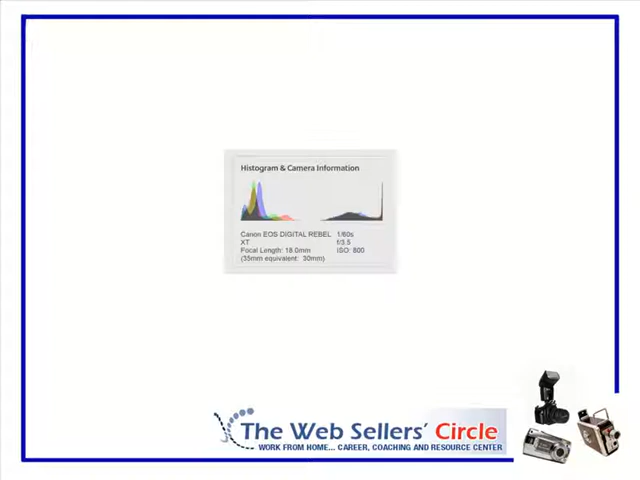 Histogram & Camera Information
Canon EOS DIGITAL REBEL 1/60s
XT f/3.5
Focal Length: 18.0mm ISO: 800
(35mm equivalent: 30mm)
The Web Sellers' Circle
WORK FROM HOME... CAREER, COACHING AND RESOURCE CENTER